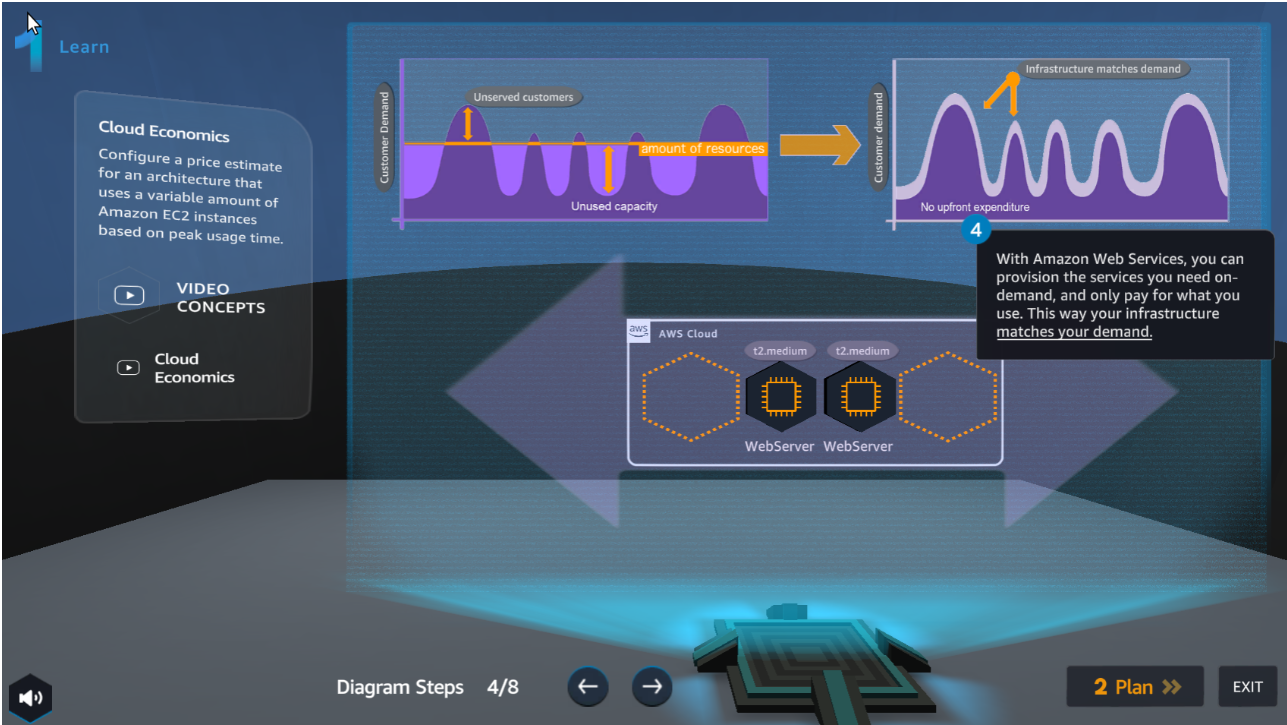 1
Learn
Cloud Economics
Configure a price estimate
for an architecture that
uses a variable amount of
Amazon EC2 instances
based on peak usage time.
VIDEO
CONCEPTS
Cloud
Economics
Customer Demand
Unserved customers
amount of resources
Unused capacity
Customer demand
Infrastructure matches demand
No upfront expenditure
4
With Amazon Web Services, you can
provision the services you need on-
demand, and only pay for what you
use. This way your infrastructure
matches your demand.
aws
AWS Cloud
t2.medium
t2.medium
WebServer
WebServer
Diagram Steps 4/8
2 Plan
EXIT